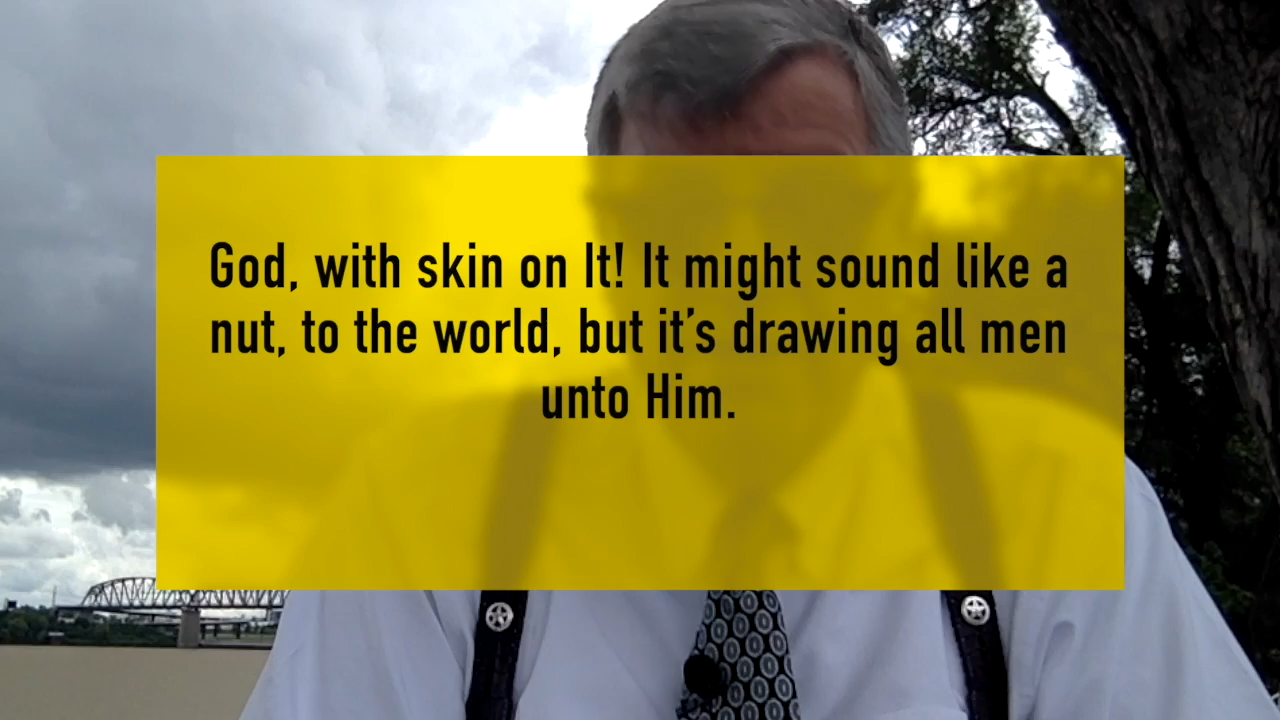 God, with skin on It! It might sound like a
nut, to the world, but it’s drawing all men
unto Him.